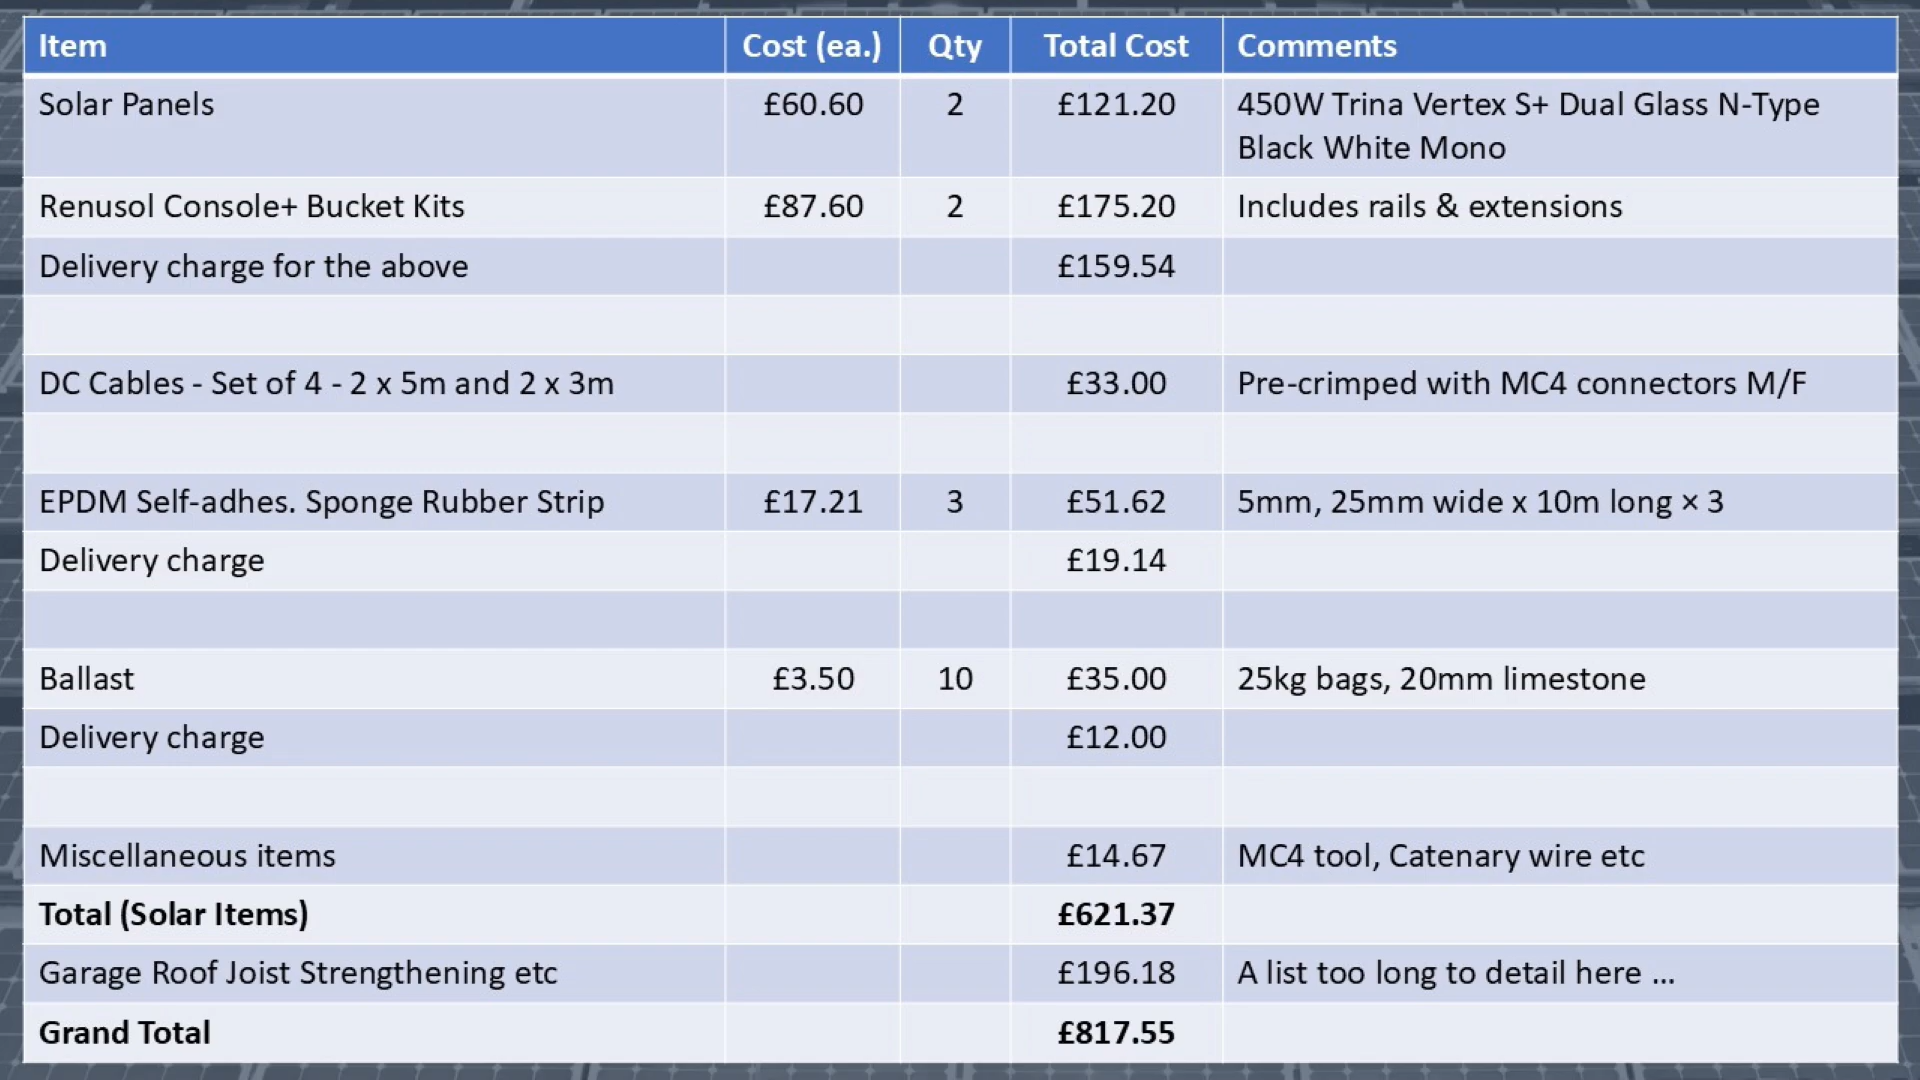 Item Cost (ea.) Qty Total Cost Comments
Solar Panels £60.60 2 £121.20 450W Trina Vertex S+ Dual Glass N-Type
Black White Mono
Renusol Console+ Bucket Kits £87.60 2 £175.20 Includes rails & extensions
Delivery charge for the above £159.54
DC Cables - Set of 4 - 2 x 5m and 2 x 3m £33.00 Pre-crimped with MC4 connectors M/F
EPDM Self-adhes. Sponge Rubber Strip £17.21 3 £51.62 5mm, 25mm wide x 10m long × 3
Delivery charge £19.14
Ballast £3.50 10 £35.00 25kg bags, 20mm limestone
Delivery charge £12.00
Miscellaneous items £14.67 MC4 tool, Catenary wire etc
Total (Solar Items) £621.37
Garage Roof Joist Strengthening etc £196.18 A list too long to detail here ...
Grand Total £817.55